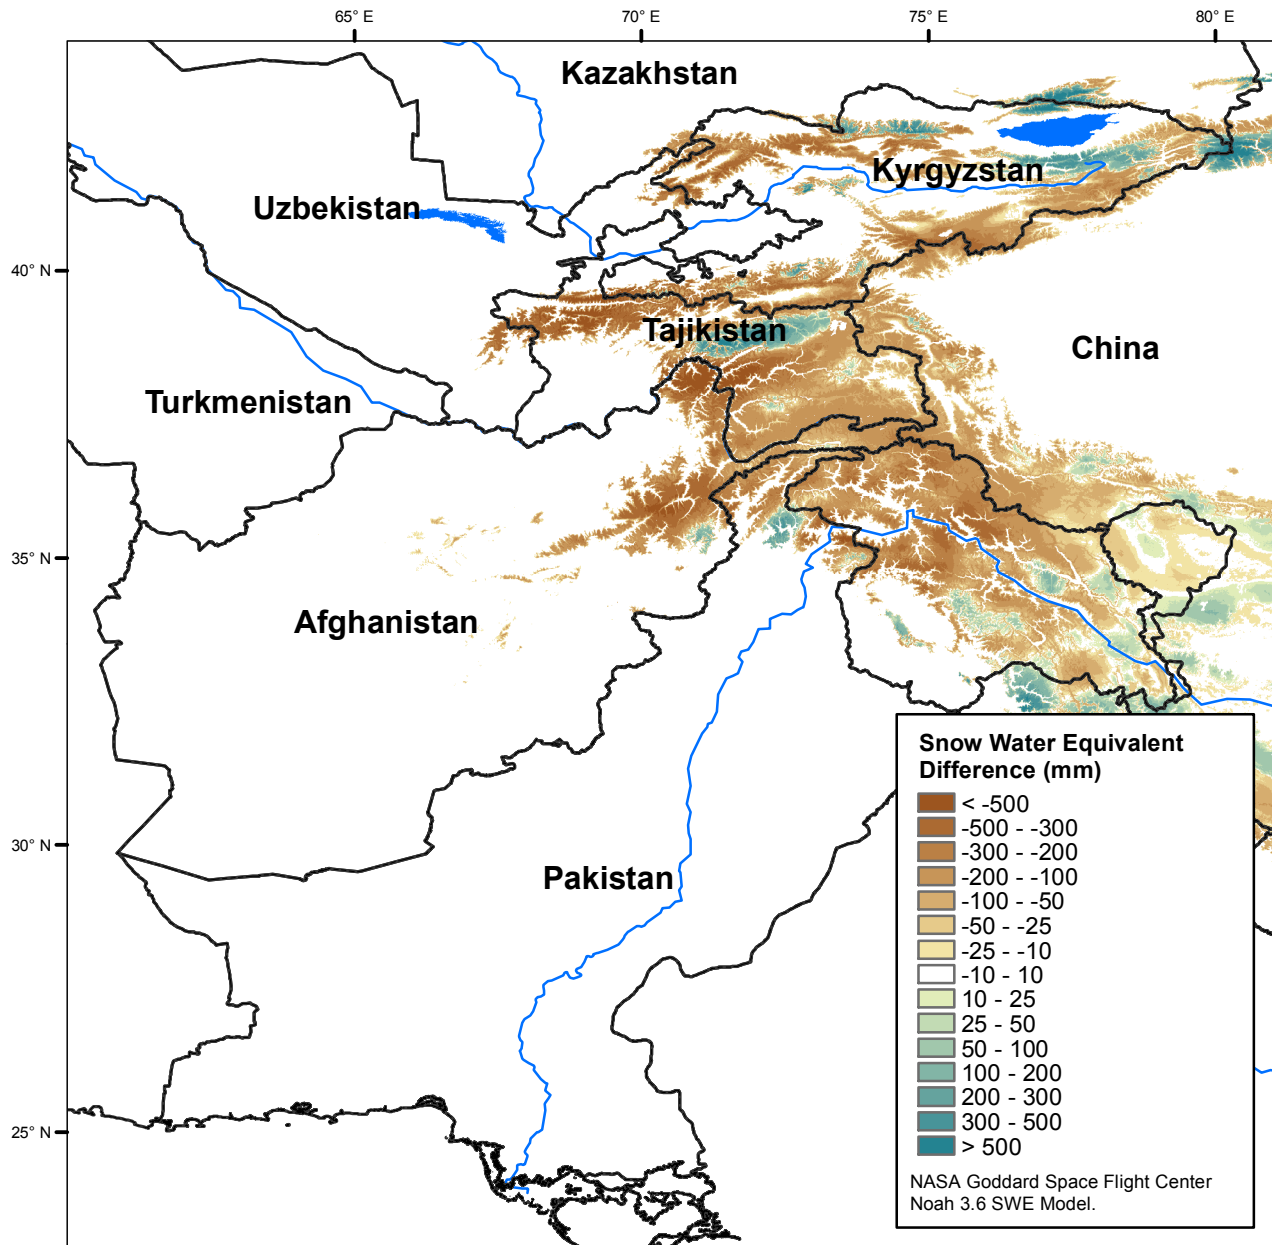 65° E
70° E
75° E
80° E
Kazakhstan
Kyrgyzstan
Uzbekistan
40° N
Tajikistan
China
Turkmenistan
35° N
Afghanistan
30° N
Pakistan
25° N
Snow Water Equivalent
Difference (mm)
< -500
-500 - -300
-300 - -200
-200 - -100
-100 - -50
-50 - -25
-25 - -10
-10 - 10
10 - 25
25 - 50
50 - 100
100 - 200
200 - 300
300 - 500
> 500
NASA Goddard Space Flight Center
Noah 3.6 SWE Model.